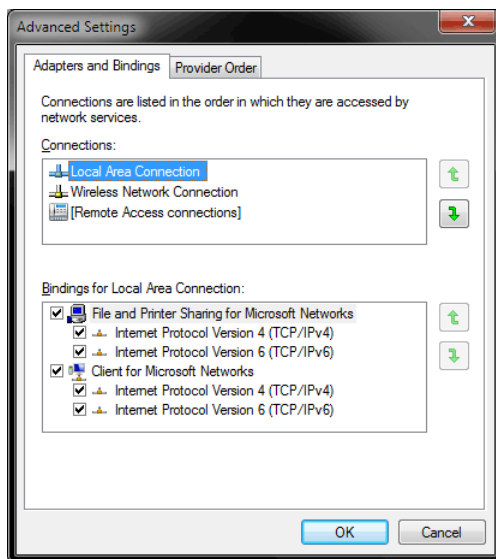 Advanced Settings
Adapters and Bindings
Provider Order
Connections are listed in the order in which they are accessed by
network services.
Connections:
Local Area Connection
Wireless Network Connection
[Remote Access connections]
Bindings for Local Area Connection:
File and Printer Sharing for Microsoft Networks
Internet Protocol Version 4 (TCP/IPv4)
Internet Protocol Version 6 (TCP/IPv6)
Client for Microsoft Networks
Internet Protocol Version 4 (TCP/IPv4)
Internet Protocol Version 6 (TCP/IPv6)
OK
Cancel